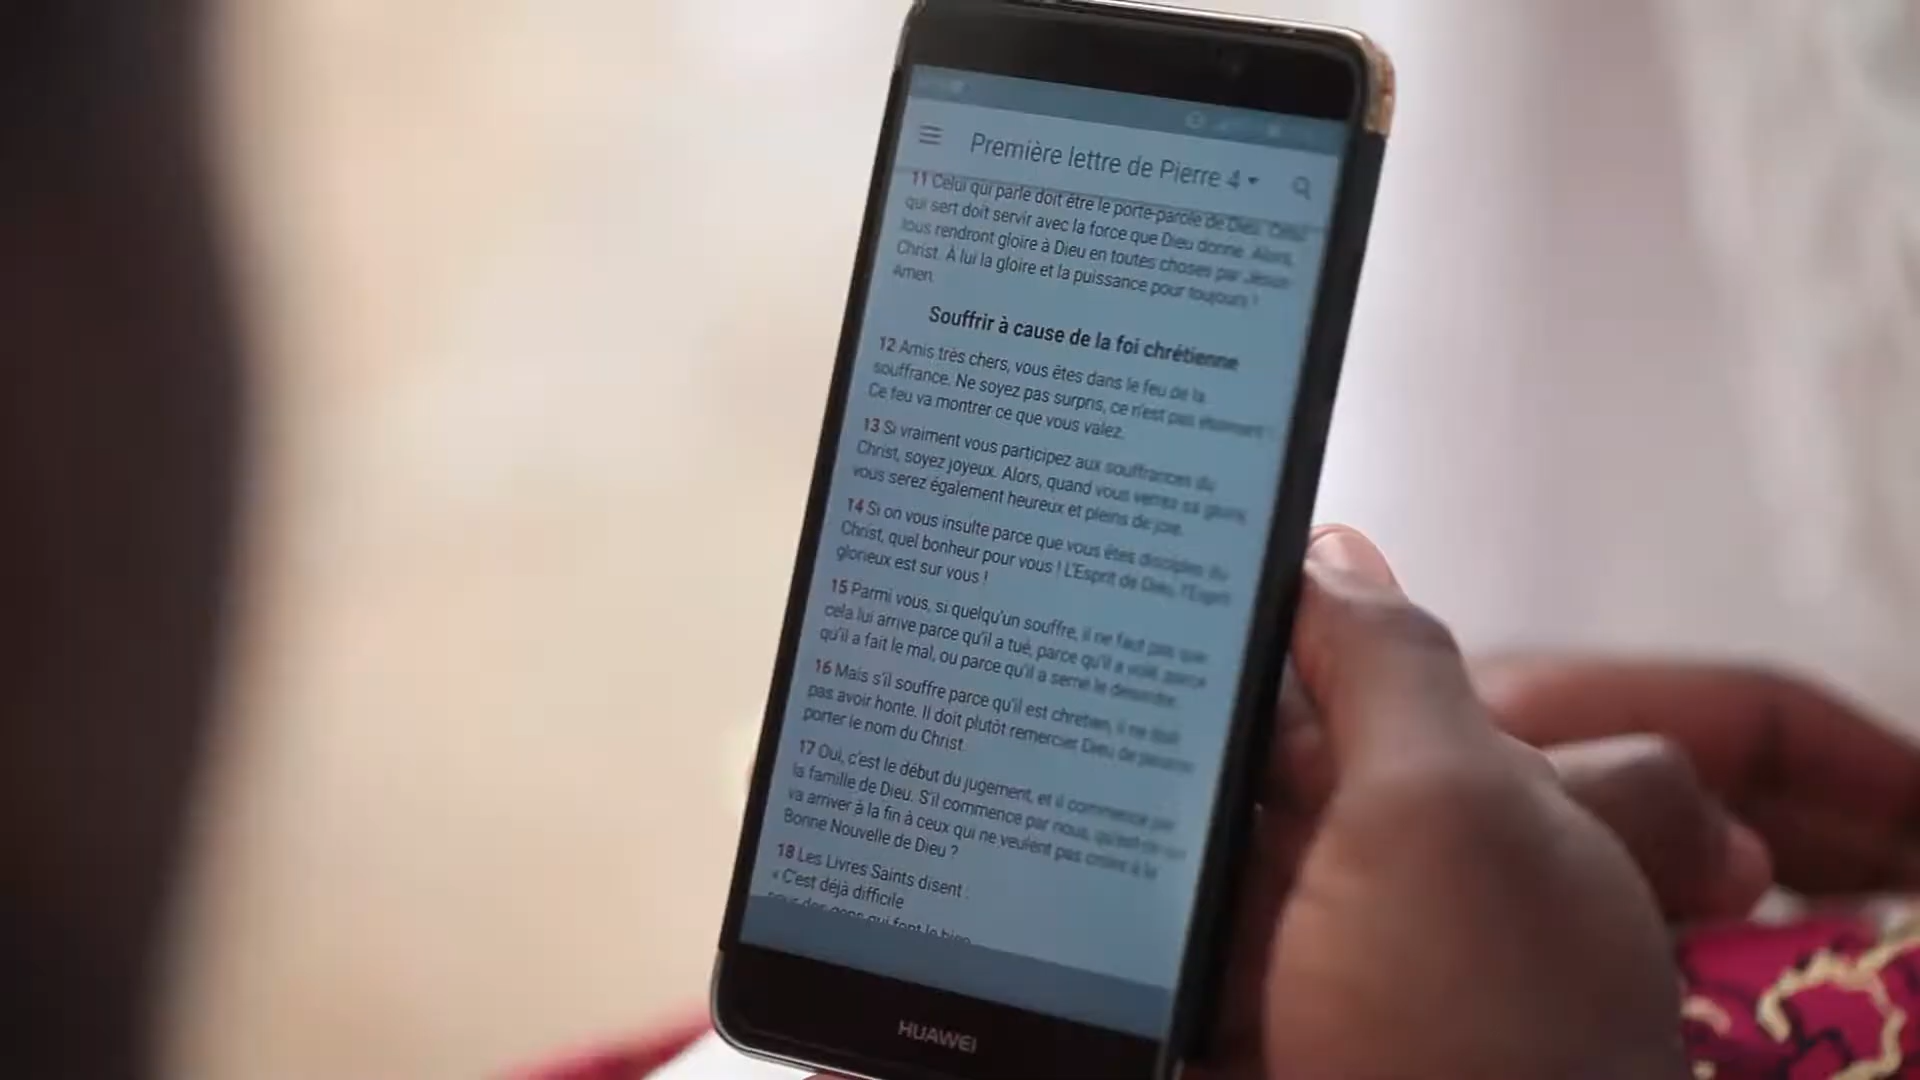 Première lettre de Pierre 4
11 Celui qui parle doit être le porte-parole de Dieu. Celui
qui sert doit servir avec la force que Dieu donne. Alors,
tous rendront gloire à Dieu en toutes choses par Jésus-
Christ. À lui la gloire et la puissance pour toujours !
Amen.
Souffrir à cause de la foi chrétienne
12 Amis très chers, vous êtes dans le feu de la
souffrance. Ne soyez pas surpris, ce n'est pas étonnant !
Ce feu va montrer ce que vous valez.
13 Si vraiment vous participez aux souffrances du
Christ, soyez joyeux. Alors, quand vous verrez sa gloire,
vous serez également heureux et pleins de joie.
14 Si on vous insulte parce que vous êtes disciples du
Christ, quel bonheur pour vous ! L'Esprit de Dieu, l'Esprit
glorieux est sur vous !
15 Parmi vous, si quelqu'un souffre, il ne faut pas que
cela lui arrive parce qu'il a tué, parce qu'il a volé, parce
qu'il a fait le mal, ou parce qu'il a semé le désordre.
16 Mais s'il souffre parce qu'il est chrétien, il ne doit
pas avoir honte. Il doit plutôt remercier Dieu de pouvoir
porter le nom du Christ.
17 Oui, c'est le début du jugement, et il commence par
la famille de Dieu. S'il commence par nous, qu'est-ce qui
va arriver à la fin à ceux qui ne veulent pas croire à la
Bonne Nouvelle de Dieu ?
18 Les Livres Saints disent :
« C'est déjà difficile
pour des gens qui font le bien
HUAWEI